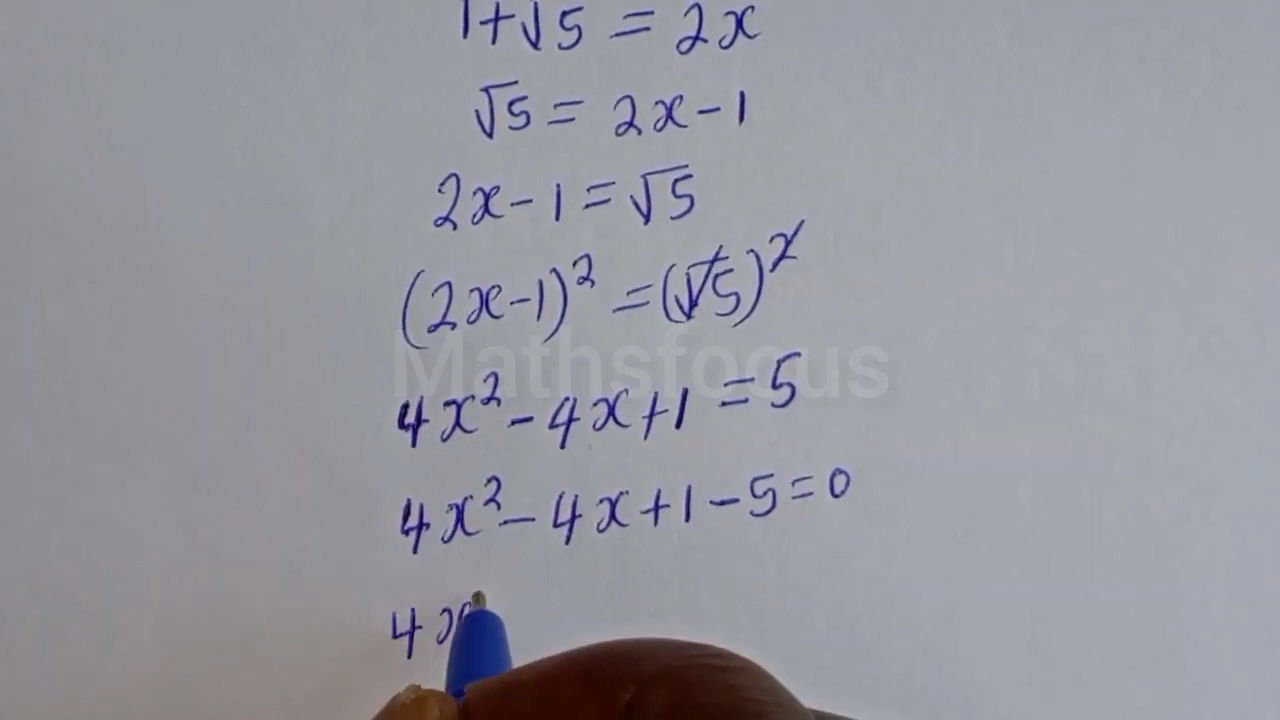 1+√5 = 2x
√5 = 2x-1
2x-1 = √5
(2x-1)² = (√5)²
Mathsfocus
4x²-4x+1 = 5
4x²-4x+1-5=0
4x